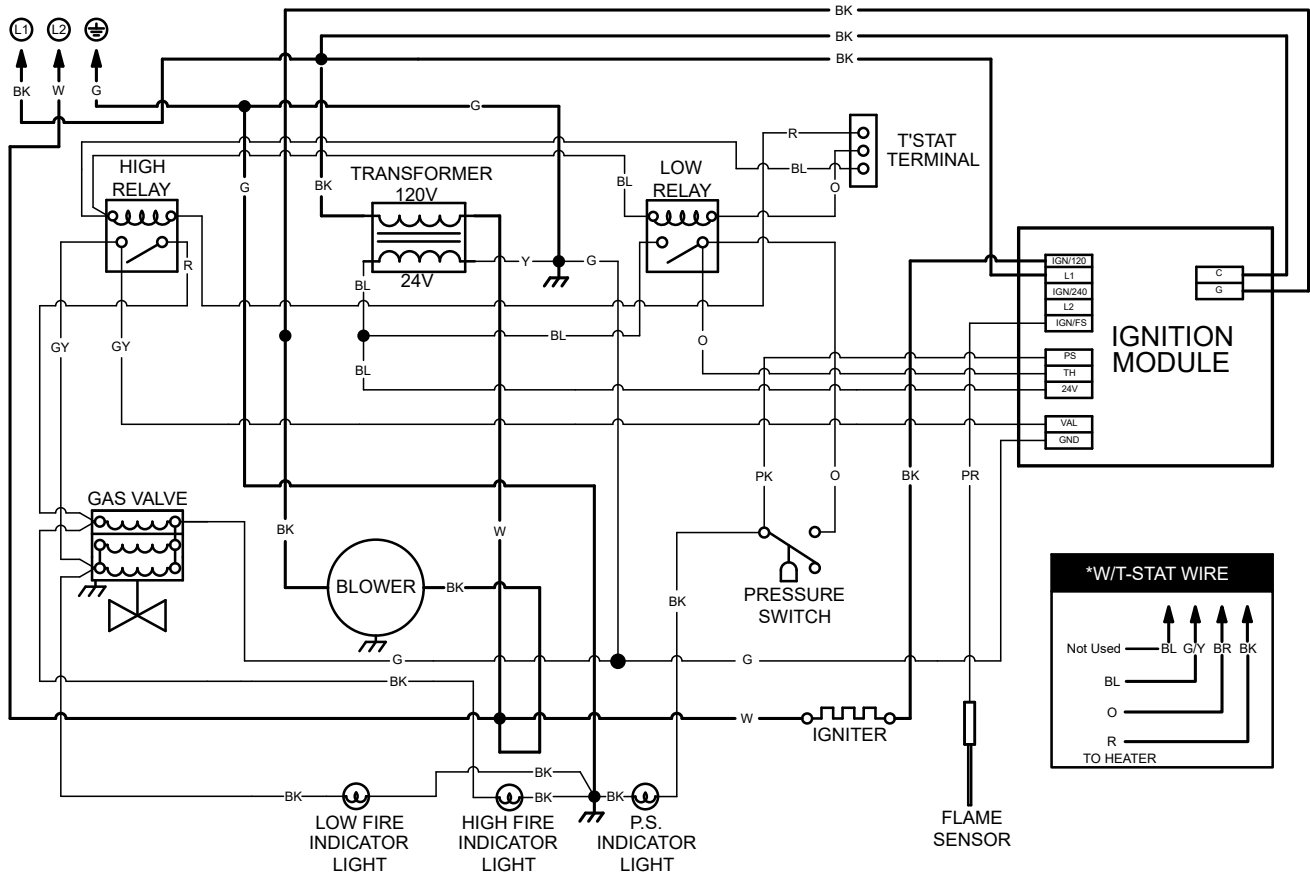 BK
BK
BK
L1
L2
BK
W
G
G
R
T'STAT
TERMINAL
BL
O
HIGH
RELAY
G
BK
TRANSFORMER
120V
BL
LOW
RELAY
R
BL
24V
Y
G
IGN/120
L1
IGN/240
L2
IGN/FS
C
G
IGNITION
MODULE
GY
GY
BL
BL
O
PS
TH
24V
VAL
GND
GAS VALVE
BK
W
PK
O
BK
PR
BLOWER
BK
BK
PRESSURE
SWITCH
G
G
BK
W
IGNITER
*W/T-STAT WIRE
Not Used
BL
G/Y
BR
BK
BL
O
R
TO HEATER
BK
BK
BK
BK
LOW FIRE
INDICATOR
LIGHT
HIGH FIRE
INDICATOR
LIGHT
P.S.
INDICATOR
LIGHT
FLAME
SENSOR